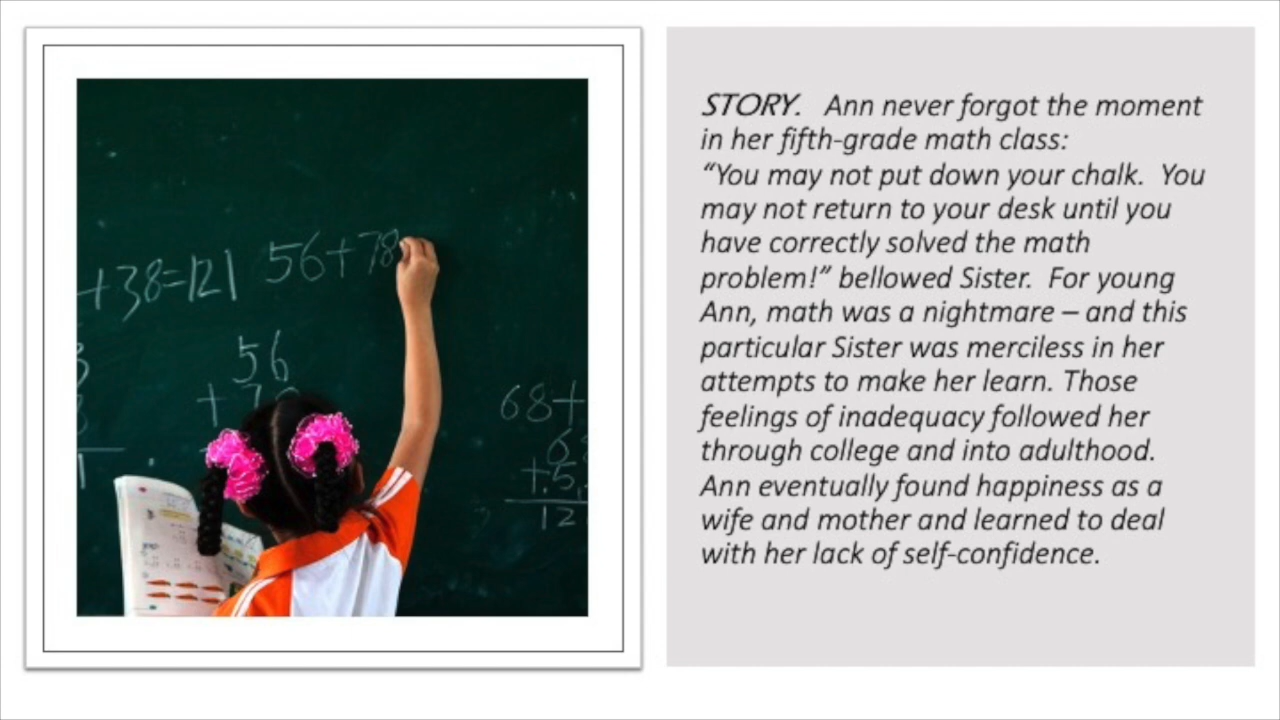 +38=121 56+78
56
+
68+
6
+5
12
STORY. Ann never forgot the moment
in her fifth-grade math class:
“You may not put down your chalk. You
may not return to your desk until you
have correctly solved the math
problem!” bellowed Sister. For young
Ann, math was a nightmare – and this
particular Sister was merciless in her
attempts to make her learn. Those
feelings of inadequacy followed her
through college and into adulthood.
Ann eventually found happiness as a
wife and mother and learned to deal
with her lack of self-confidence.